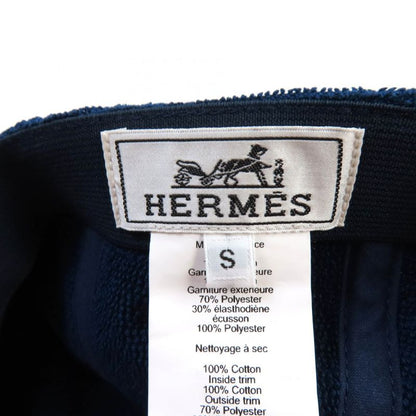 HERMÈS
S
Garniture extérieure
70% Polyester
30% élasthodiène
écusson
100% Polyester
Nettoyage à sec
100% Cotton
Inside trim
100% Cotton
Outside trim
70% Polyester